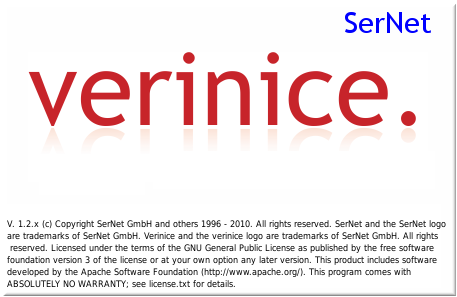 SerNet
verinice.
V. 1.2.x (c) Copyright SerNet GmbH and others 1996 - 2010. All rights reserved. SerNet and the SerNet logo
are trademarks of SerNet GmbH. Verinice and the verinice logo are trademarks of SerNet GmbH. All rights
reserved. Licensed under the terms of the GNU General Public License as published by the free software
foundation version 3 of the license or at your own option any later version. This product includes software
developed by the Apache Software Foundation (http://www.apache.org/). This program comes with
ABSOLUTELY NO WARRANTY; see license.txt for details.